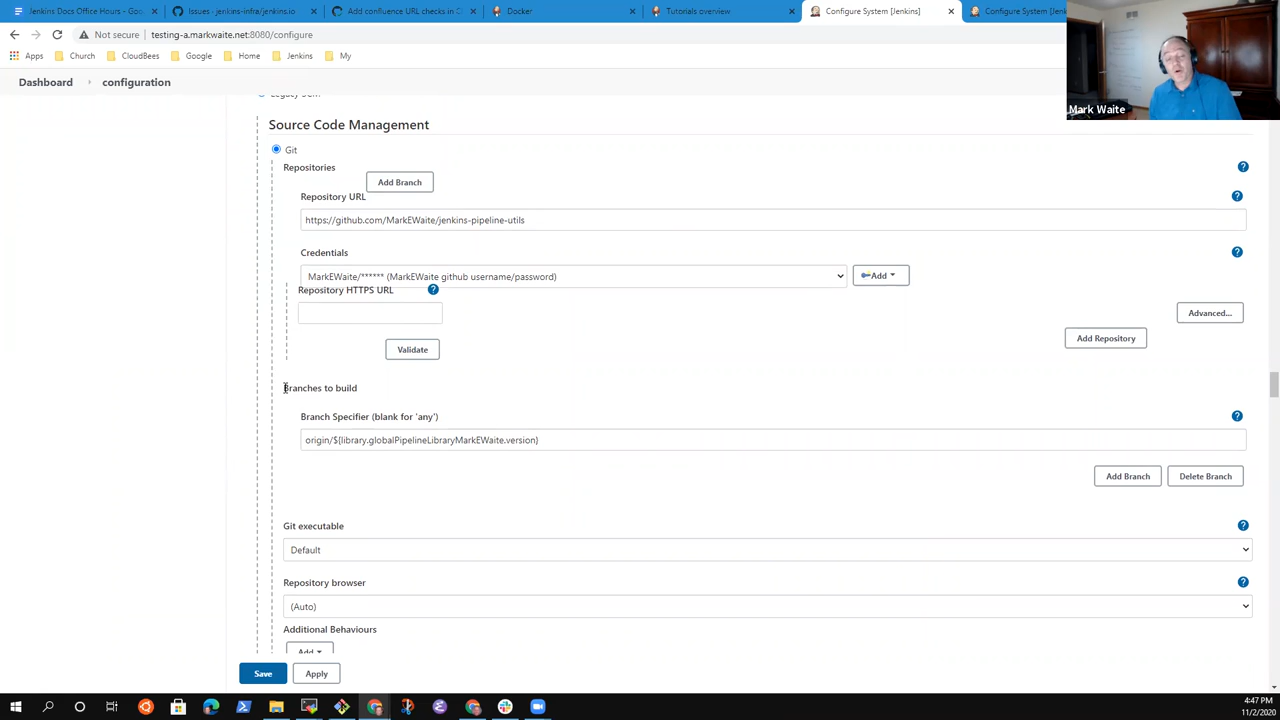 Jenkins Docs Office Hours - Goo
Issues - jenkins-infra/jenkins.io
Add confluence URL checks in
Docker
Tutorials overview
Configure System [Jenkins]
Configure System [Jen
Not secure
testing-a.markwaite.net:8080/configure
Apps
Church
CloudBees
Google
Home
Jenkins
My
Mark Waite
Dashboard
configuration
Source Code Management
Git
Repositories
Add Branch
Repository URL
https://github.com/MarkEWaite/jenkins-pipeline-utils
Credentials
MarkEWaite/****** (MarkEWaite github username/password)
Add
Repository HTTPS URL
Advanced...
Add Repository
Validate
Branches to build
Branch Specifier (blank for 'any')
origin/${library.globalPipelineLibraryMarkEWaite.version}
Add Branch
Delete Branch
Git executable
Default
Repository browser
(Auto)
Additional Behaviours
Add
Save
Apply
4:47 PM
11/2/2020